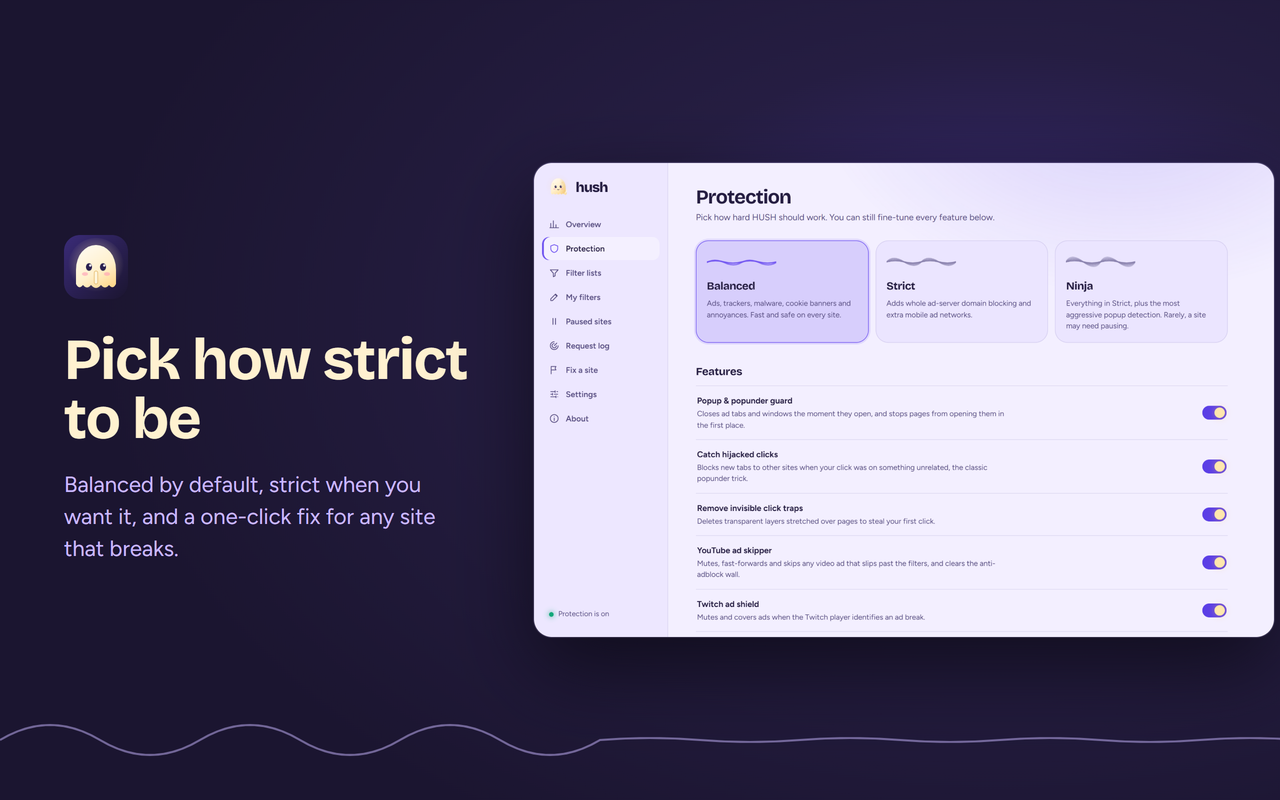 Pick how strict
to be
Balanced by default, strict when you
want it, and a one-click fix for any site
that breaks.
hush
Overview
Protection
Filter lists
My filters
Paused sites
Request log
Fix a site
Settings
About
Protection is on
Protection
Pick how hard HUSH should work. You can still fine-tune every feature below.
Balanced
Ads, trackers, malware, cookie banners and
annoyances. Fast and safe on every site.
Strict
Adds whole ad-server domain blocking and
extra mobile ad networks.
Ninja
Everything in Strict, plus the most
aggressive popup detection. Rarely, a site
may need pausing.
Features
Popup & popunder guard
Closes ad tabs and windows the moment they open, and stops pages from opening them in
the first place.
Catch hijacked clicks
Blocks new tabs to other sites when your click was on something unrelated, the classic
popunder trick.
Remove invisible click traps
Deletes transparent layers stretched over pages to steal your first click.
YouTube ad skipper
Mutes, fast-forwards and skips any video ad that slips past the filters, and clears the anti-
adblock wall.
Twitch ad shield
Mutes and covers ads when the Twitch player identifies an ad break.